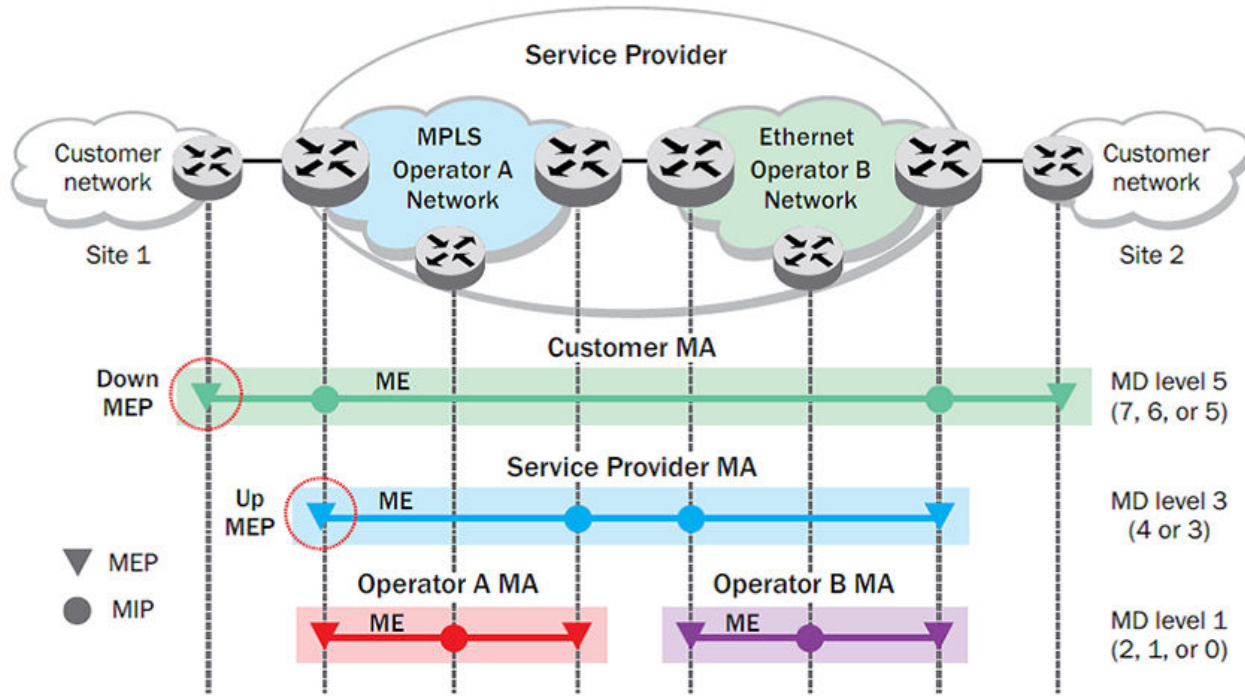 Service Provider
MPLS
Operator A
Network
Ethernet
Operator B
Network
Customer
network
Customer
network
Site 1
Site 2
Customer MA
Down
MEP
ME
MD level 5
(7, 6, or 5)
Service Provider MA
Up
MEP
ME
MD level 3
(4 or 3)
MEP
MIP
Operator A MA
Operator B MA
ME
ME
MD level 1
(2, 1, or 0)